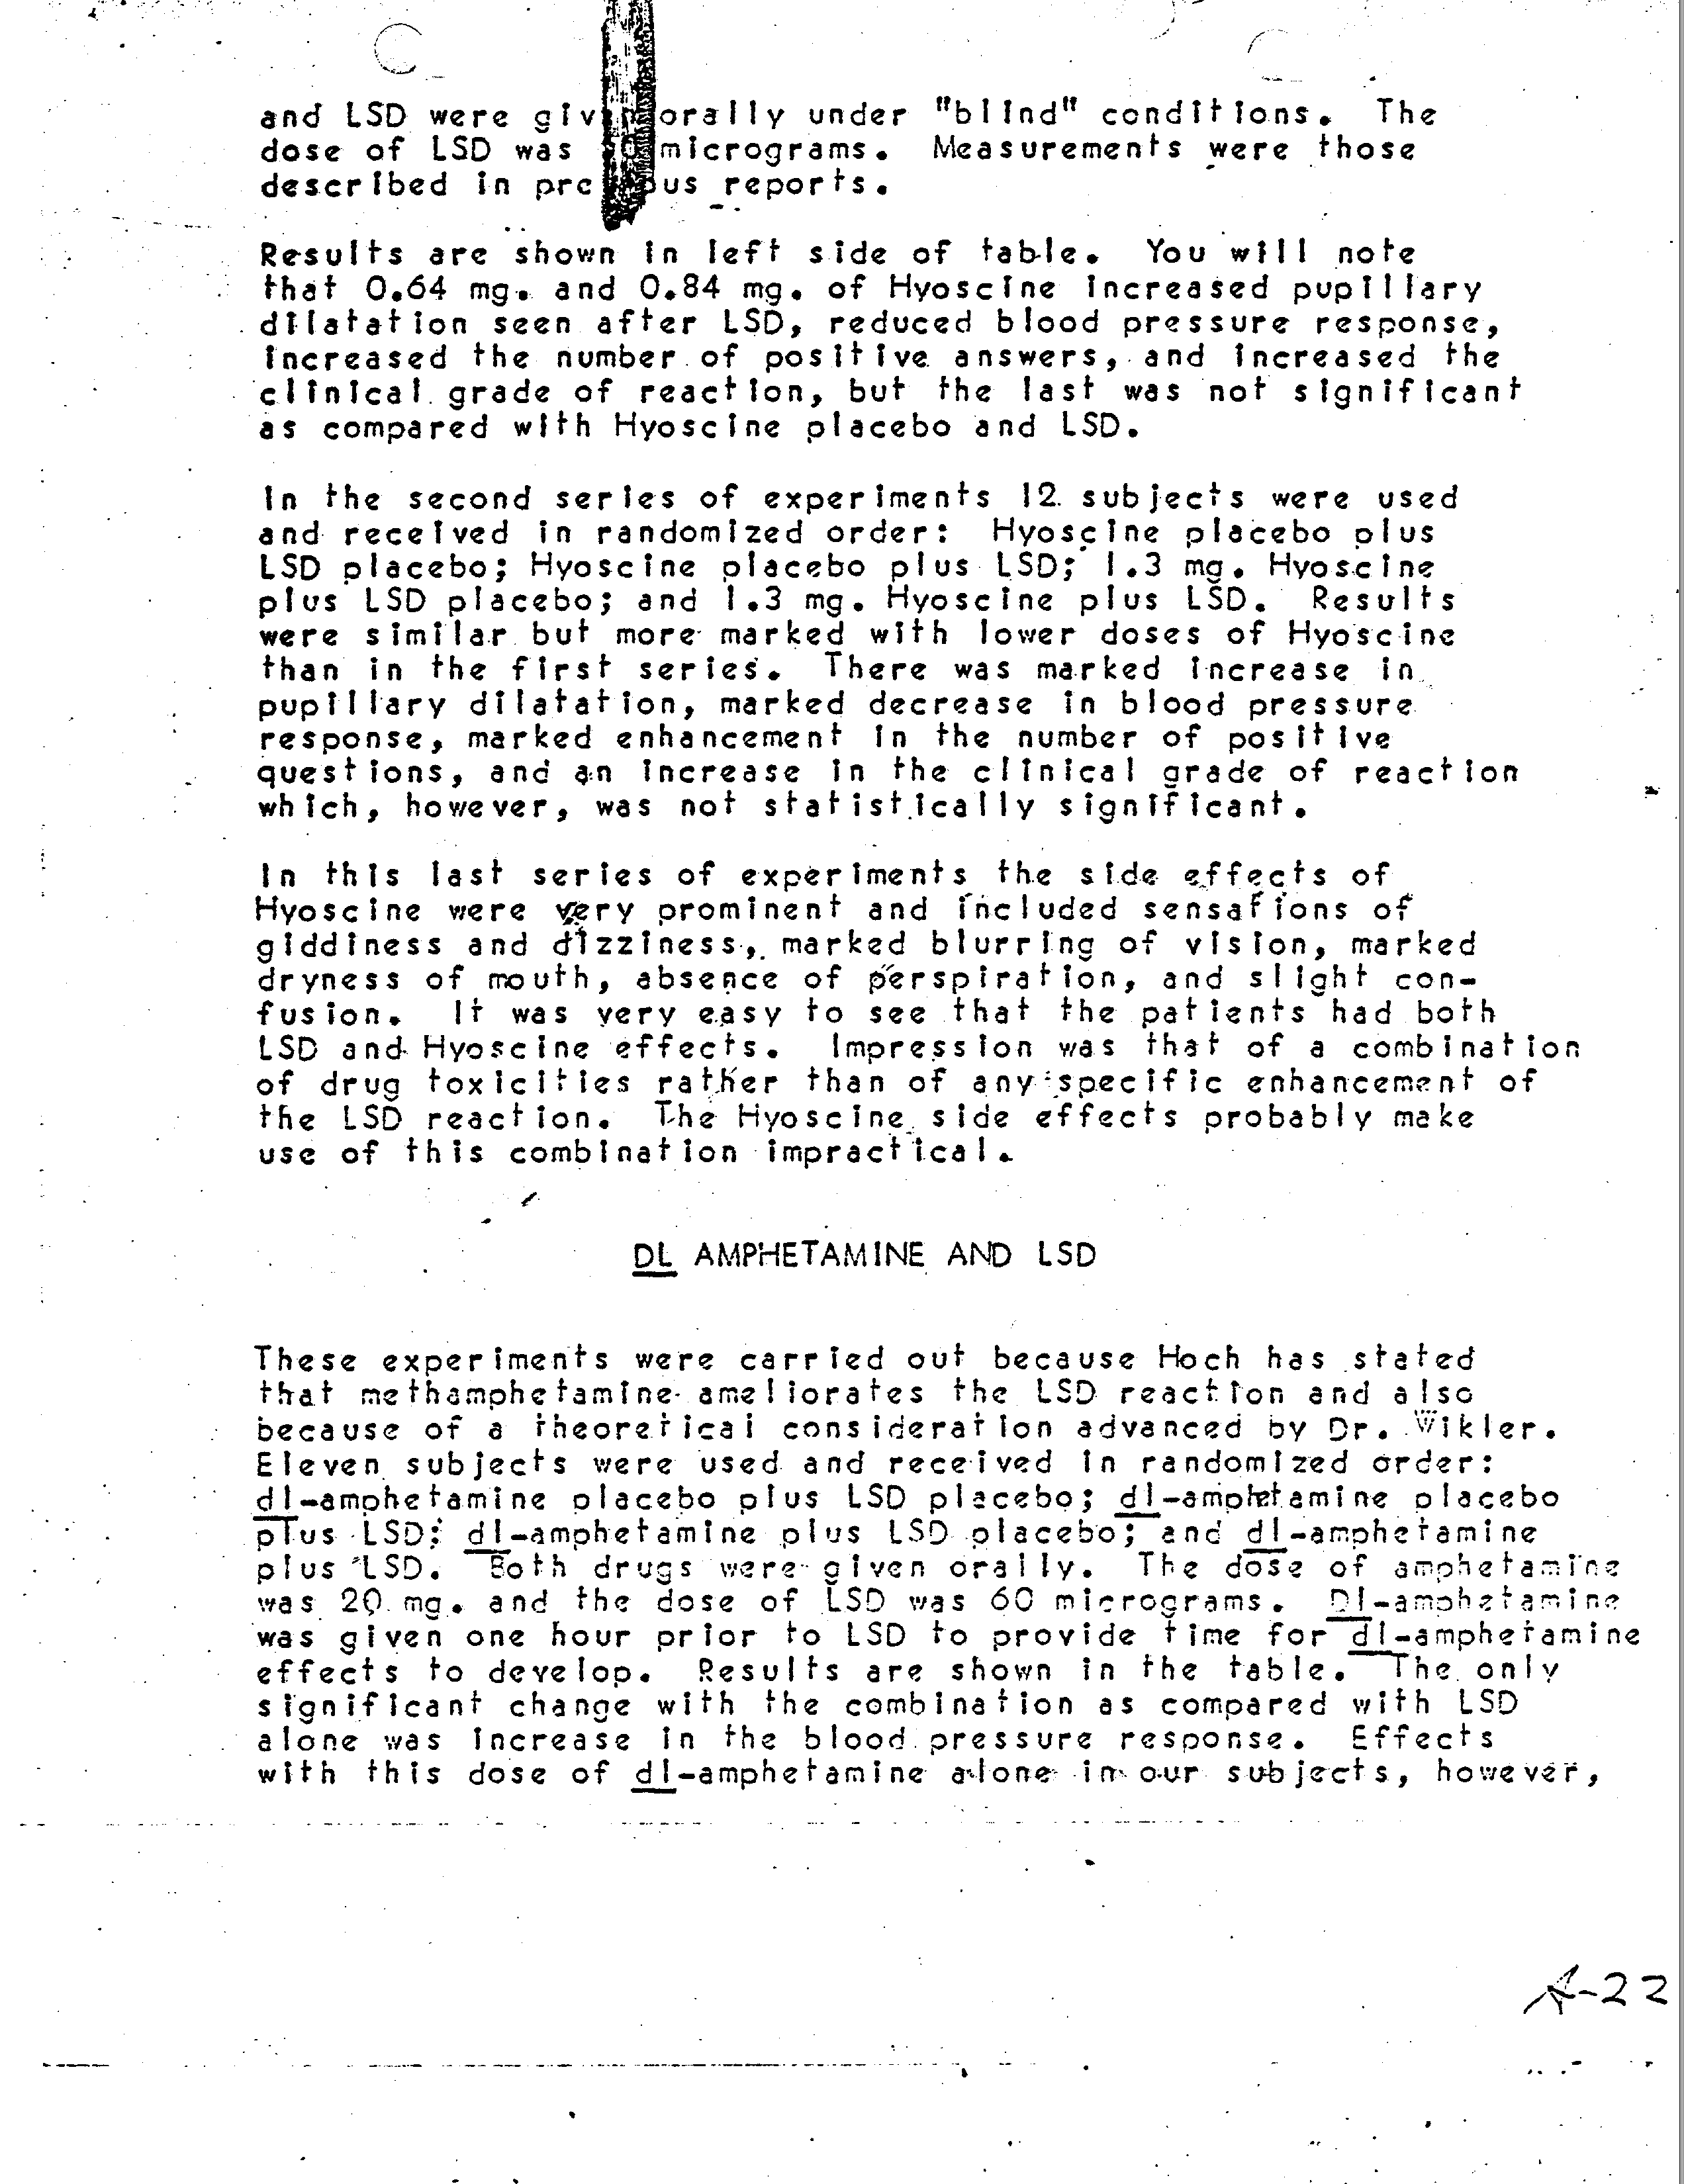 and LSD were given orally under "blind" conditions. The
dose of LSD was micrograms. Measurements were those
described in previous reports.
Results are shown in left side of table. You will note
that 0.64 mg. and 0.84 mg. of Hyoscine increased pupillary
dilatation seen after LSD, reduced blood pressure response,
increased the number of positive answers, and increased the
clinical grade of reaction, but the last was not significant
as compared with Hyoscine placebo and LSD.
In the second series of experiments 12 subjects were used
and received in randomized order: Hyoscine placebo plus
LSD placebo; Hyoscine placebo plus LSD; 1.3 mg. Hyoscine
plus LSD placebo; and 1.3 mg. Hyoscine plus LSD. Results
were similar but more marked with lower doses of Hyoscine
than in the first series. There was marked increase in
pupillary dilatation, marked decrease in blood pressure
response, marked enhancement in the number of positive
questions, and an increase in the clinical grade of reaction
which, however, was not statistically significant.
In this last series of experiments the side effects of
Hyoscine were very prominent and included sensations of
giddiness and dizziness, marked blurring of vision, marked
dryness of mouth, absence of perspiration, and slight con-
fusion. It was very easy to see that the patients had both
LSD and Hyoscine effects. Impression was that of a combination
of drug toxicities rather than of any specific enhancement of
the LSD reaction. The Hyoscine side effects probably make
use of this combination impractical.
DL AMPHETAMINE AND LSD
These experiments were carried out because Hoch has stated
that methamphetamine ameliorates the LSD reaction and also
because of a theoretical consideration advanced by Dr. Wikler.
Eleven subjects were used and received in randomized order:
dl-amphetamine placebo plus LSD placebo; dl-amphetamine placebo
plus LSD; dl-amphetamine plus LSD placebo; and dl-amphetamine
plus LSD. Both drugs were given orally. The dose of amphetamine
was 20 mg. and the dose of LSD was 60 micrograms. Dl-amphetamine
was given one hour prior to LSD to provide time for dl-amphetamine
effects to develop. Results are shown in the table. The only
significant change with the combination as compared with LSD
alone was increase in the blood pressure response. Effects
with this dose of dl-amphetamine alone in our subjects, however,
A-22